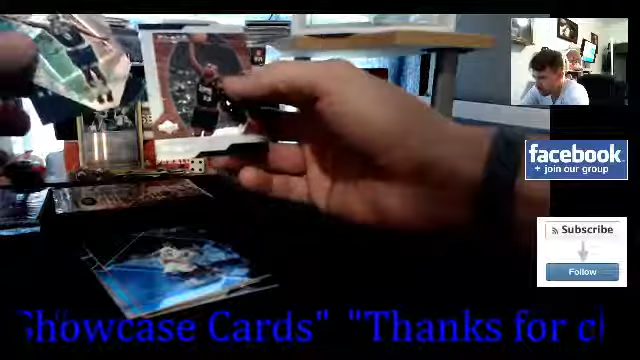 facebook
+ join our group
Subscribe
Follow
Showcase Cards" "Thanks for